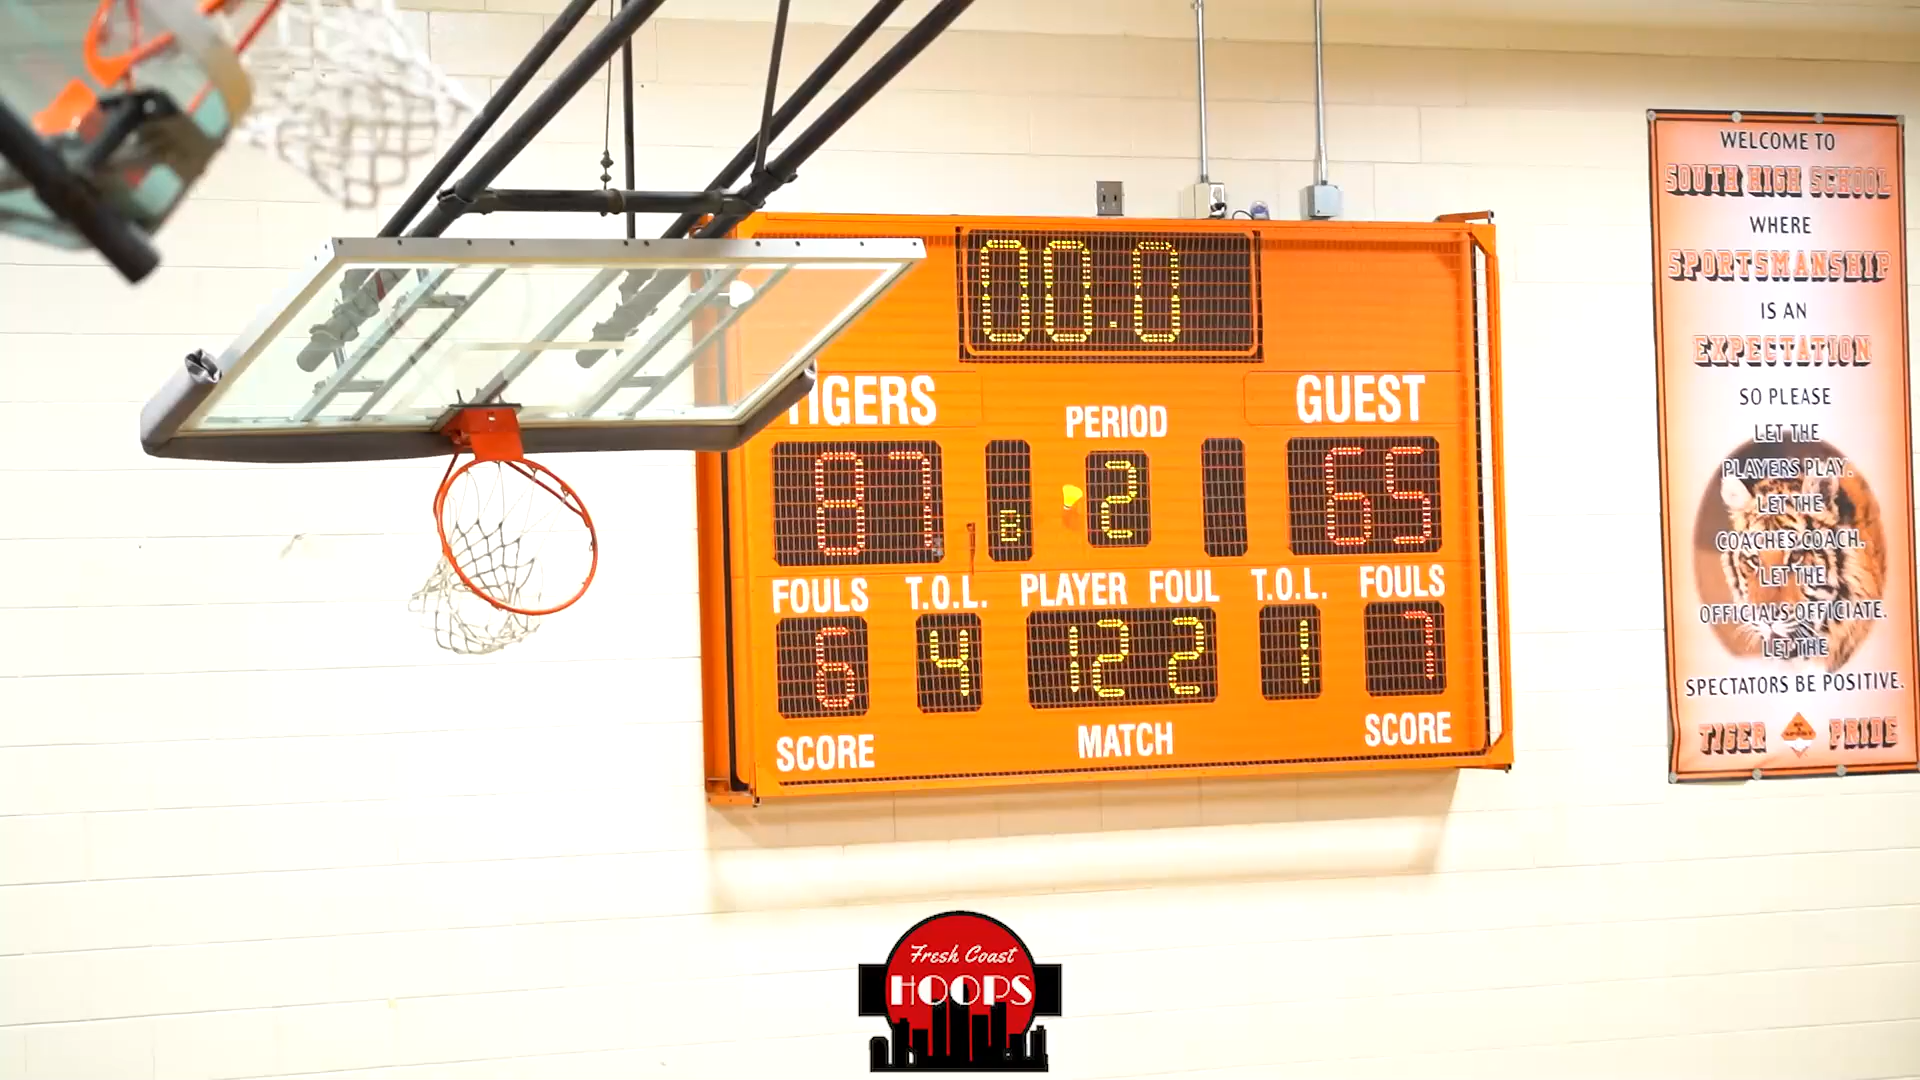 00.0
TIGERS
GUEST
PERIOD
87
B
2
65
FOULS T.O.L. PLAYER FOUL T.O.L. FOULS
6 4 12 2 1 7
SCORE MATCH SCORE
WELCOME TO
SOUTH HIGH SCHOOL
WHERE
SPORTSMANSHIP
IS AN
EXPECTATION
SO PLEASE
LET THE
PLAYERS PLAY.
LET THE
COACHES COACH.
LET THE
OFFICIALS OFFICIATE.
LET THE
SPECTATORS BE POSITIVE.
TIGER PRIDE
Fresh Coast
HOOPS